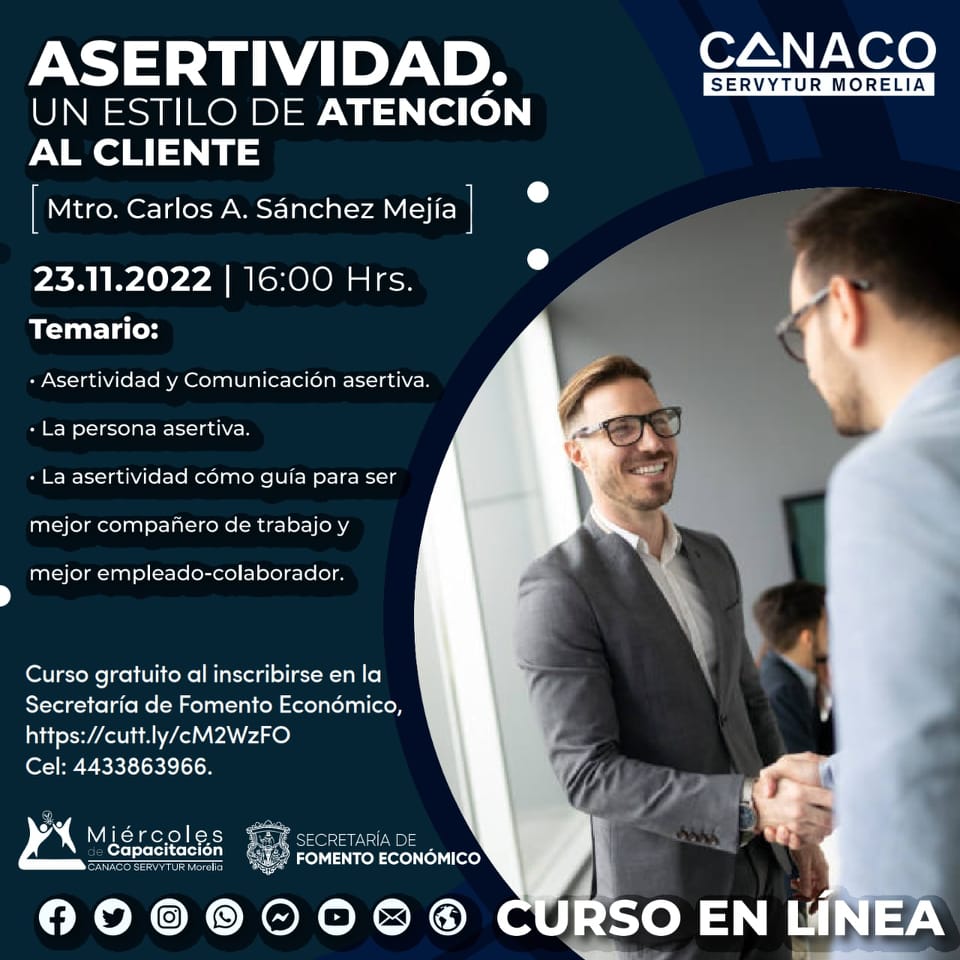 ASERTIVIDAD.
UN ESTILO DE ATENCIÓN
AL CLIENTE
CANACO
SERVYTUR MORELIA
[Mtro. Carlos A. Sánchez Mejía]
23.11.2022 | 16:00 Hrs.
Temario:
• Asertividad y Comunicación asertiva.
• La persona asertiva.
• La asertividad cómo guía para ser
mejor compañero de trabajo y
mejor empleado-colaborador.
Curso gratuito al inscribirse en la
Secretaría de Fomento Económico,
https://cutt.ly/cM2WzFO
Cel: 4433863966.
Miércoles
de Capacitación
CANACO SERVYTUR Morelia
SECRETARÍA DE
FOMENTO ECONÓMICO
CURSO EN LÍNEA